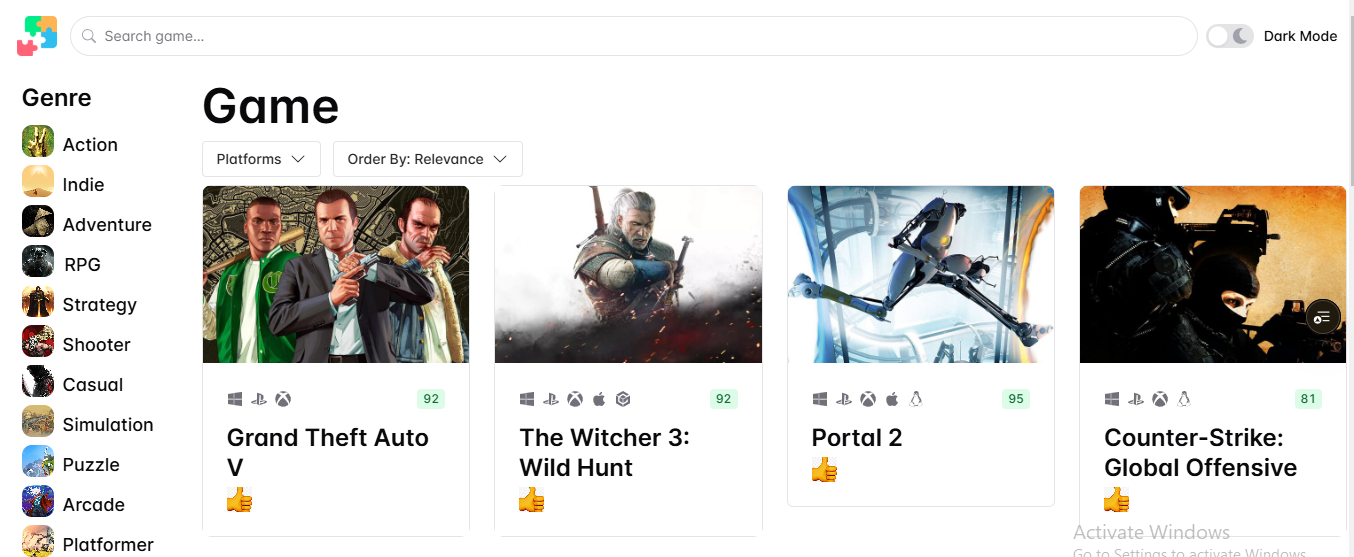 Search game...
Dark Mode
Genre
Action
Indie
Adventure
RPG
Strategy
Shooter
Casual
Simulation
Puzzle
Arcade
Platformer
Game
Platforms
Order By: Relevance
92
Grand Theft Auto
V
92
The Witcher 3:
Wild Hunt
95
Portal 2
81
Counter-Strike:
Global Offensive
Activate Windows
Go to Settings to activate Windows.